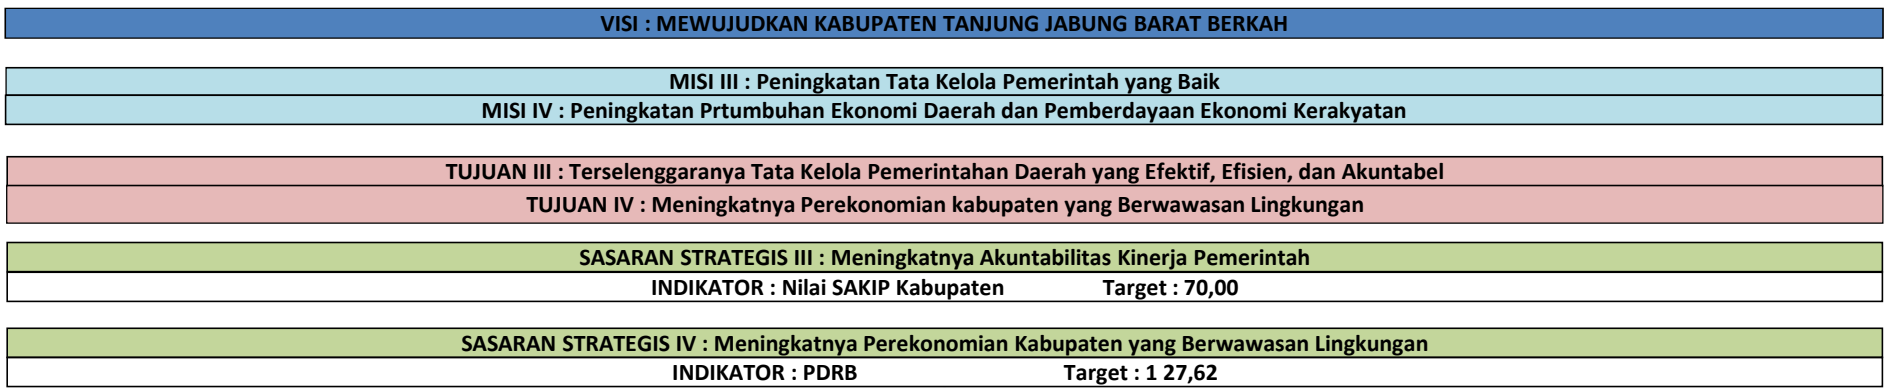 VISI : MEWUJUDKAN KABUPATEN TANJUNG JABUNG BARAT BERKAH
MISI III : Peningkatan Tata Kelola Pemerintah yang Baik
MISI IV : Peningkatan Prtumbuhan Ekonomi Daerah dan Pemberdayaan Ekonomi Kerakyatan
TUJUAN III : Terselenggaranya Tata Kelola Pemerintahan Daerah yang Efektif, Efisien, dan Akuntabel
TUJUAN IV : Meningkatnya Perekonomian kabupaten yang Berwawasan Lingkungan
SASARAN STRATEGIS III : Meningkatnya Akuntabilitas Kinerja Pemerintah
INDIKATOR : Nilai SAKIP Kabupaten Target : 70,00
SASARAN STRATEGIS IV : Meningkatnya Perekonomian Kabupaten yang Berwawasan Lingkungan
INDIKATOR : PDRB Target : 1 27,62